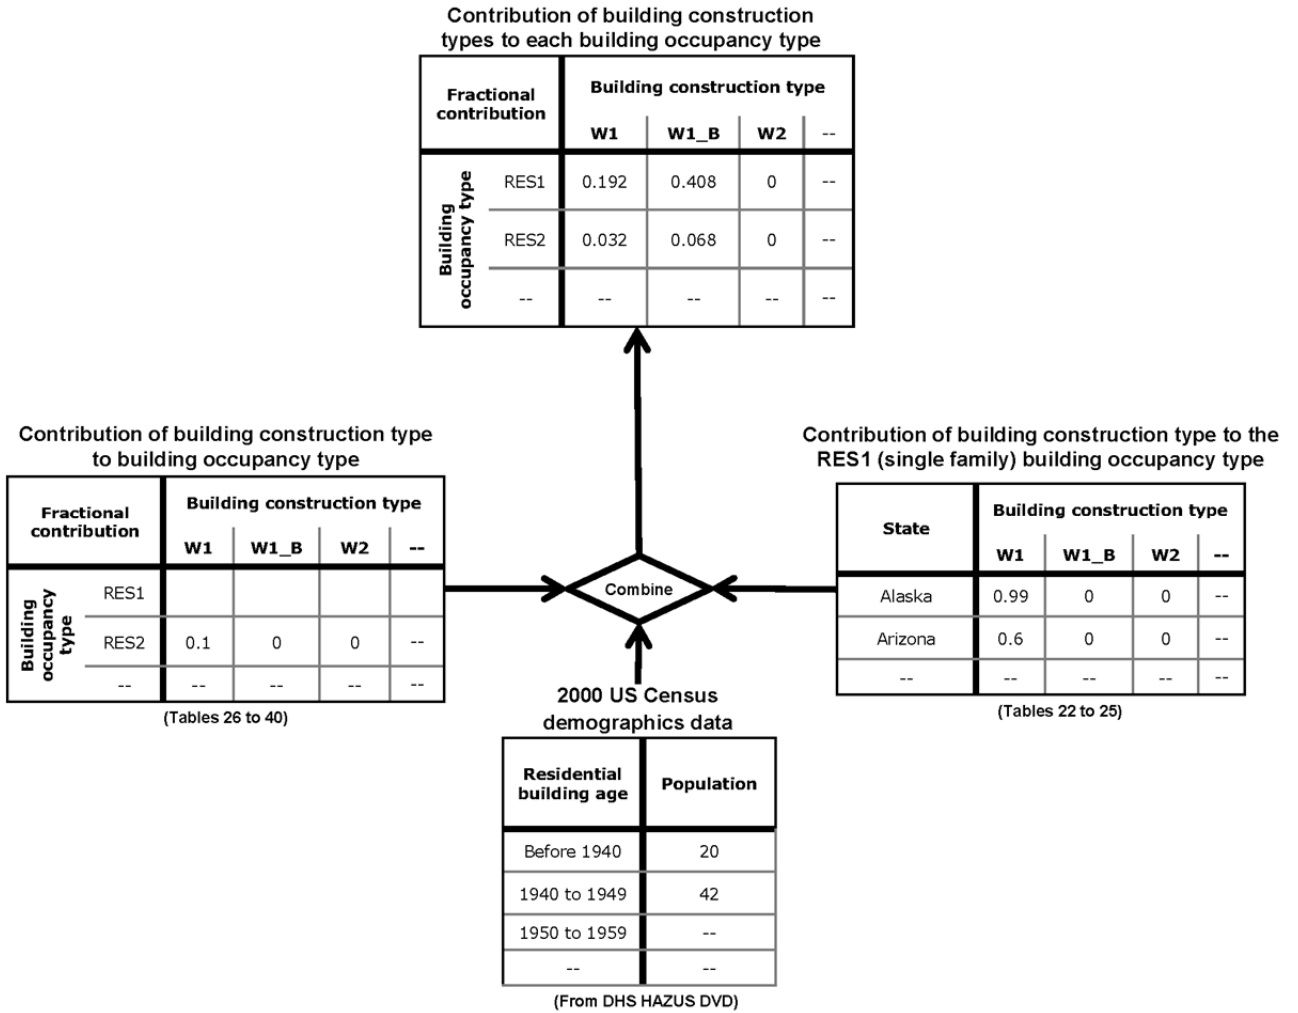 Contribution of building construction
types to each building occupancy type
Fractional
contribution
Building construction type
W1 W1_B W2 --
Building
occupancy type
RES1 0.192 0.408 0 --
RES2 0.032 0.068 0 --
-- -- -- -- --
Contribution of building construction type
to building occupancy type
Fractional
contribution
Building construction type
W1 W1_B W2 --
Building
occupancy
type
RES1
RES2 0.1 0 0 --
-- -- -- -- --
(Tables 26 to 40)
Combine
Contribution of building construction type to the
RES1 (single family) building occupancy type
State
Building construction type
W1 W1_B W2 --
Alaska 0.99 0 0 --
Arizona 0.6 0 0 --
-- -- -- -- --
(Tables 22 to 25)
2000 US Census
demographics data
Residential
building age
Population
Before 1940 20
1940 to 1949 42
1950 to 1959 --
-- --
(From DHS HAZUS DVD)